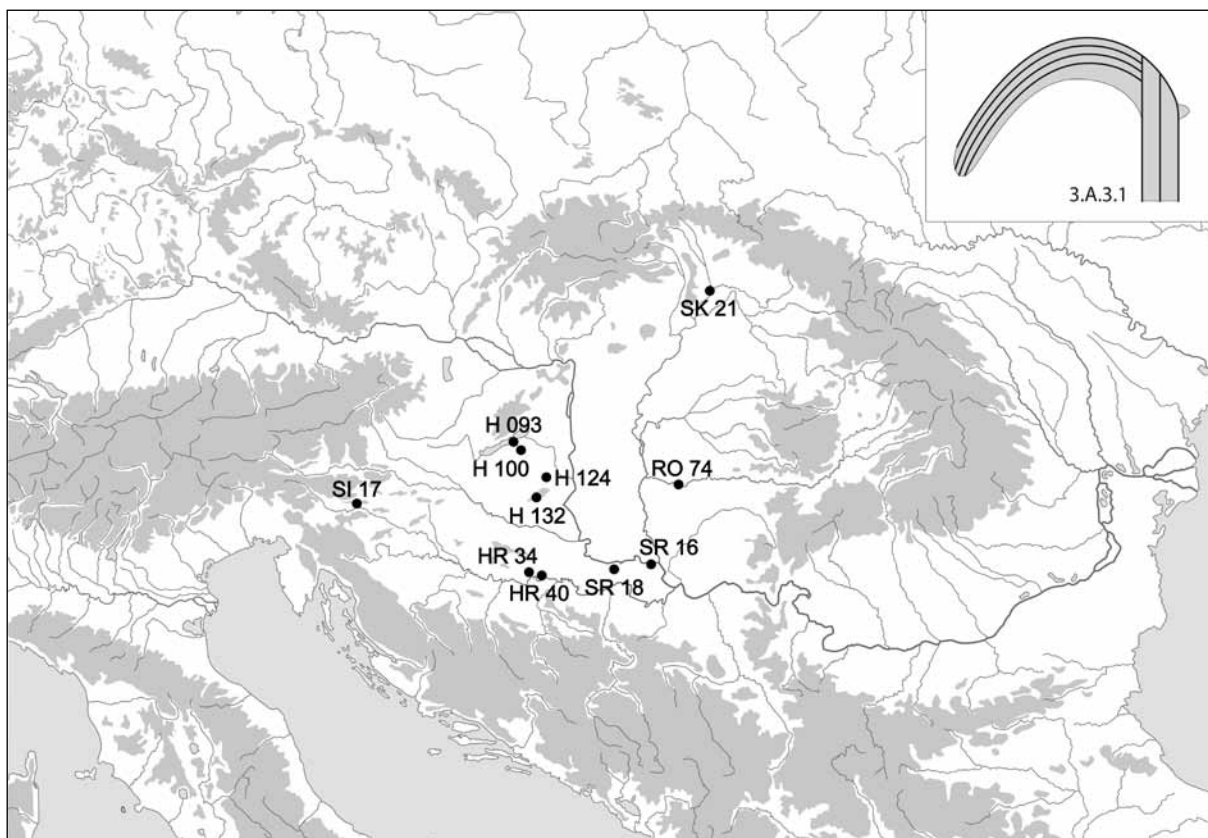 3.A.3.1
SK 21
H 093
H 100
H 124
RO 74
SI 17
H 132
HR 34
SR 16
HR 40
SR 18